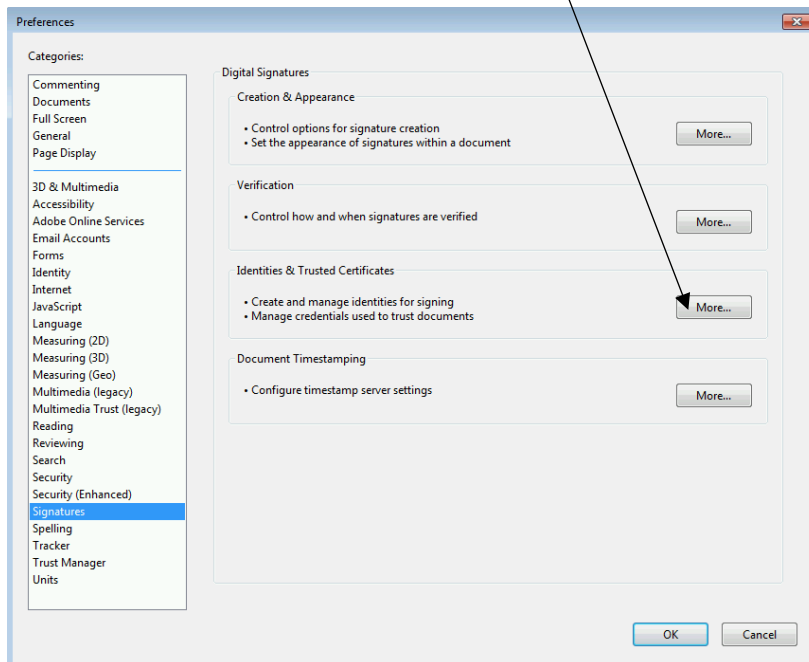 Preferences
Categories:
Commenting
Documents
Full Screen
General
Page Display
3D & Multimedia
Accessibility
Adobe Online Services
Email Accounts
Forms
Identity
Internet
JavaScript
Language
Measuring (2D)
Measuring (3D)
Measuring (Geo)
Multimedia (legacy)
Multimedia Trust (legacy)
Reading
Reviewing
Search
Security
Security (Enhanced)
Signatures
Spelling
Tracker
Trust Manager
Units
Digital Signatures
Creation & Appearance
• Control options for signature creation
• Set the appearance of signatures within a document
More...
Verification
• Control how and when signatures are verified
More...
Identities & Trusted Certificates
• Create and manage identities for signing
• Manage credentials used to trust documents
More...
Document Timestamping
• Configure timestamp server settings
More...
OK
Cancel